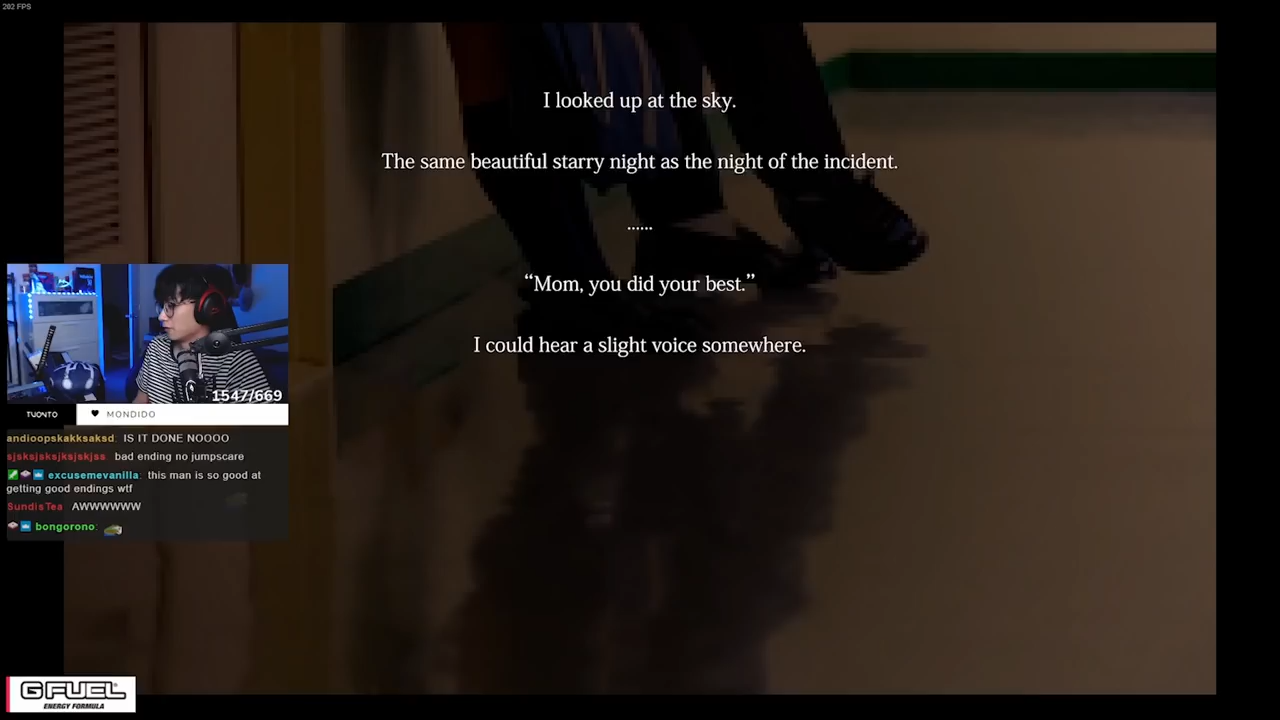 202 FPS
I looked up at the sky.
The same beautiful starry night as the night of the incident.
......
“Mom, you did your best.”
I could hear a slight voice somewhere.
1547/669
TUONTO
MONDIDO
andioopskakksaksd: IS IT DONE NOOOO
sjsksjsksjksjskjss bad ending no jumpscare
excusemevanilla: this man is so good at
getting good endings wtf
SundisTea AWWWWWW
bongorono:
G FUEL
ENERGY FORMULA